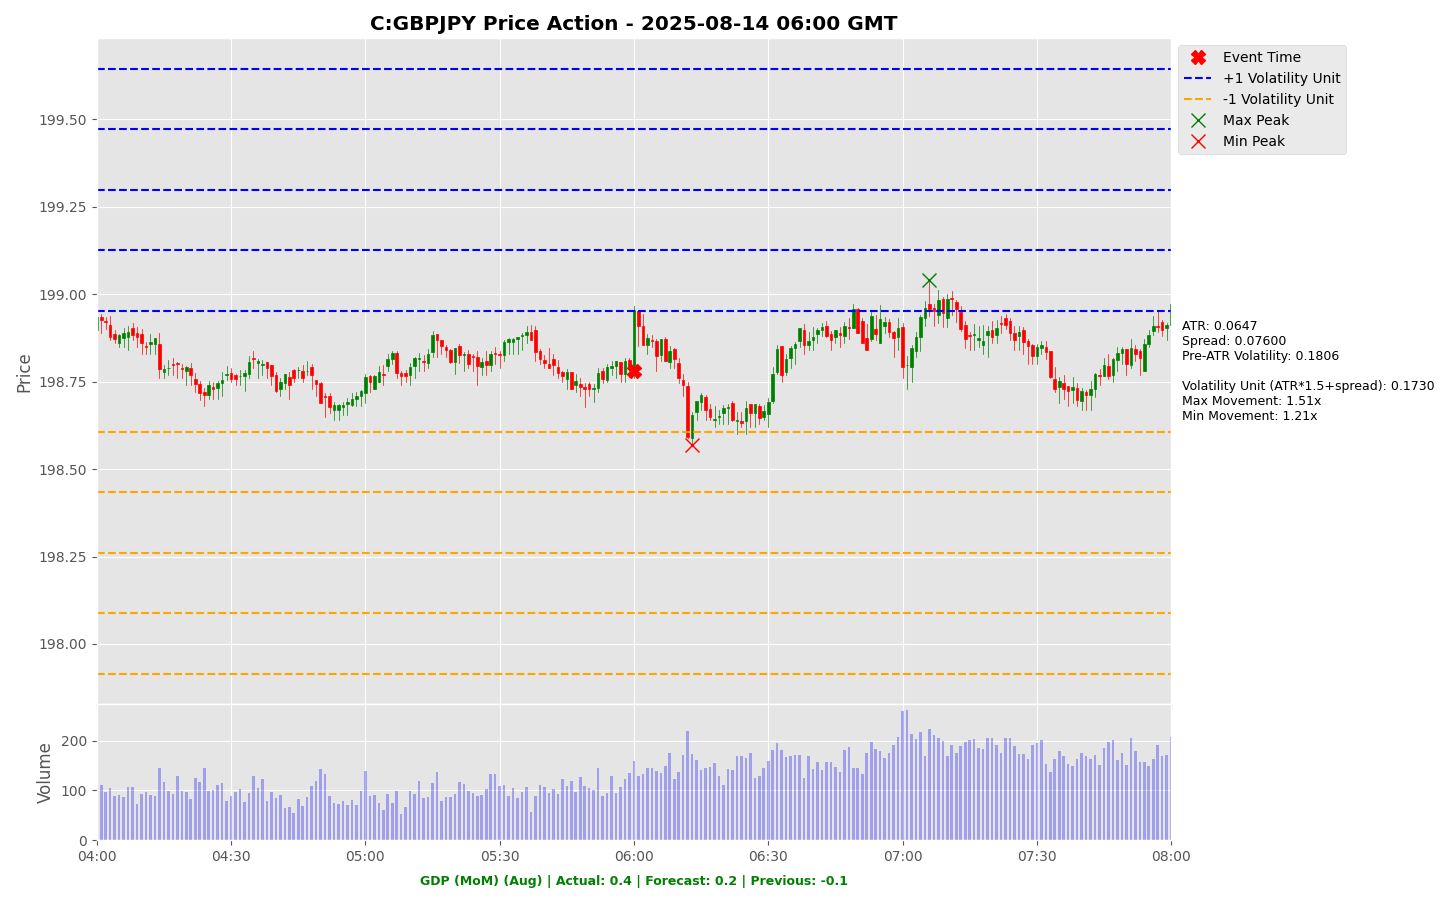 C:GBPJPY Price Action - 2025-08-14 06:00 GMT
Event Time
+1 Volatility Unit
-1 Volatility Unit
Max Peak
Min Peak
199.50
199.25
199.00
198.75
198.50
198.25
198.00
Price
ATR: 0.0647
Spread: 0.07600
Pre-ATR Volatility: 0.1806
Volatility Unit (ATR*1.5+spread): 0.1730
Max Movement: 1.51x
Min Movement: 1.21x
200
100
0
Volume
04:00 04:30 05:00 05:30 06:00 06:30 07:00 07:30 08:00
GDP (MoM) (Aug) | Actual: 0.4 | Forecast: 0.2 | Previous: -0.1